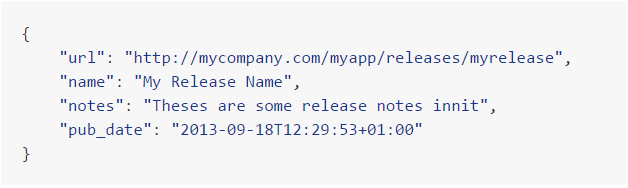 {
    "url": "http://mycompany.com/myapp/releases/myrelease",
    "name": "My Release Name",
    "notes": "Theses are some release notes innit",
    "pub_date": "2013-09-18T12:29:53+01:00"
}